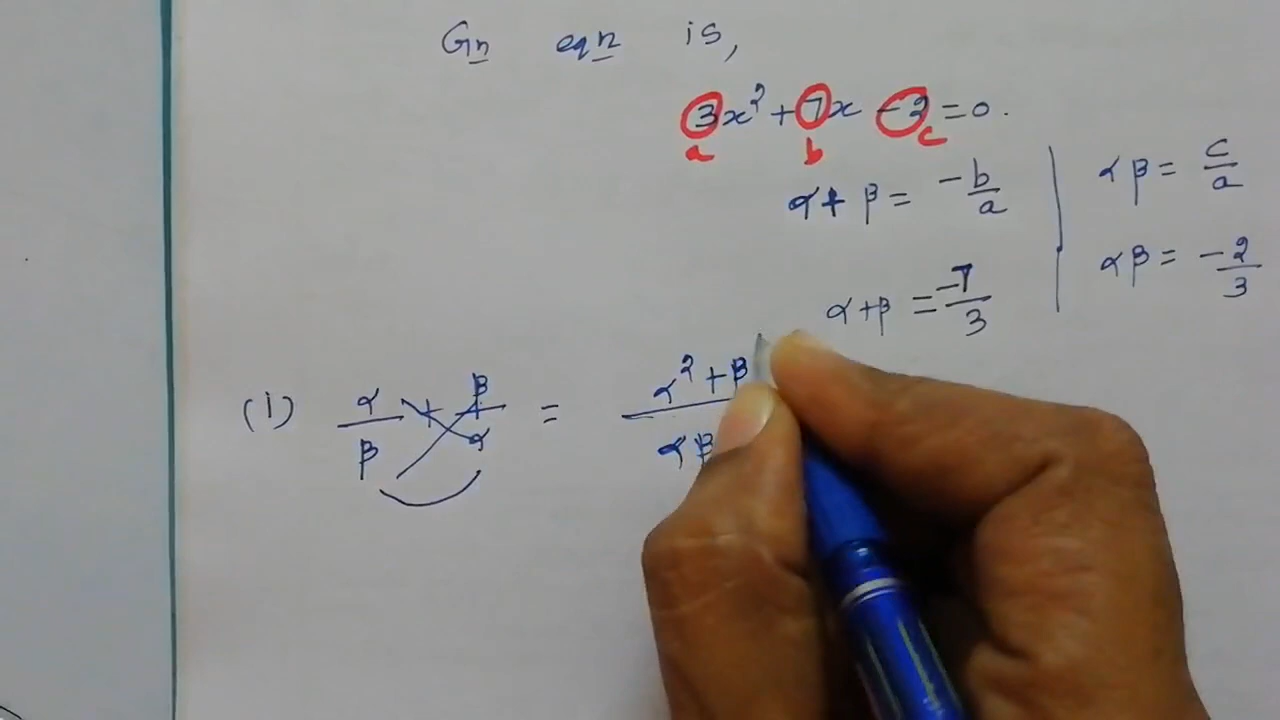 Gn eqn is,
3x² + 7x - 2 = 0.
a b c
α + β = -b/a | αβ = c/a
α + β = -7/3 | αβ = -2/3
(i) α/β + β/α = α² + β/αβ